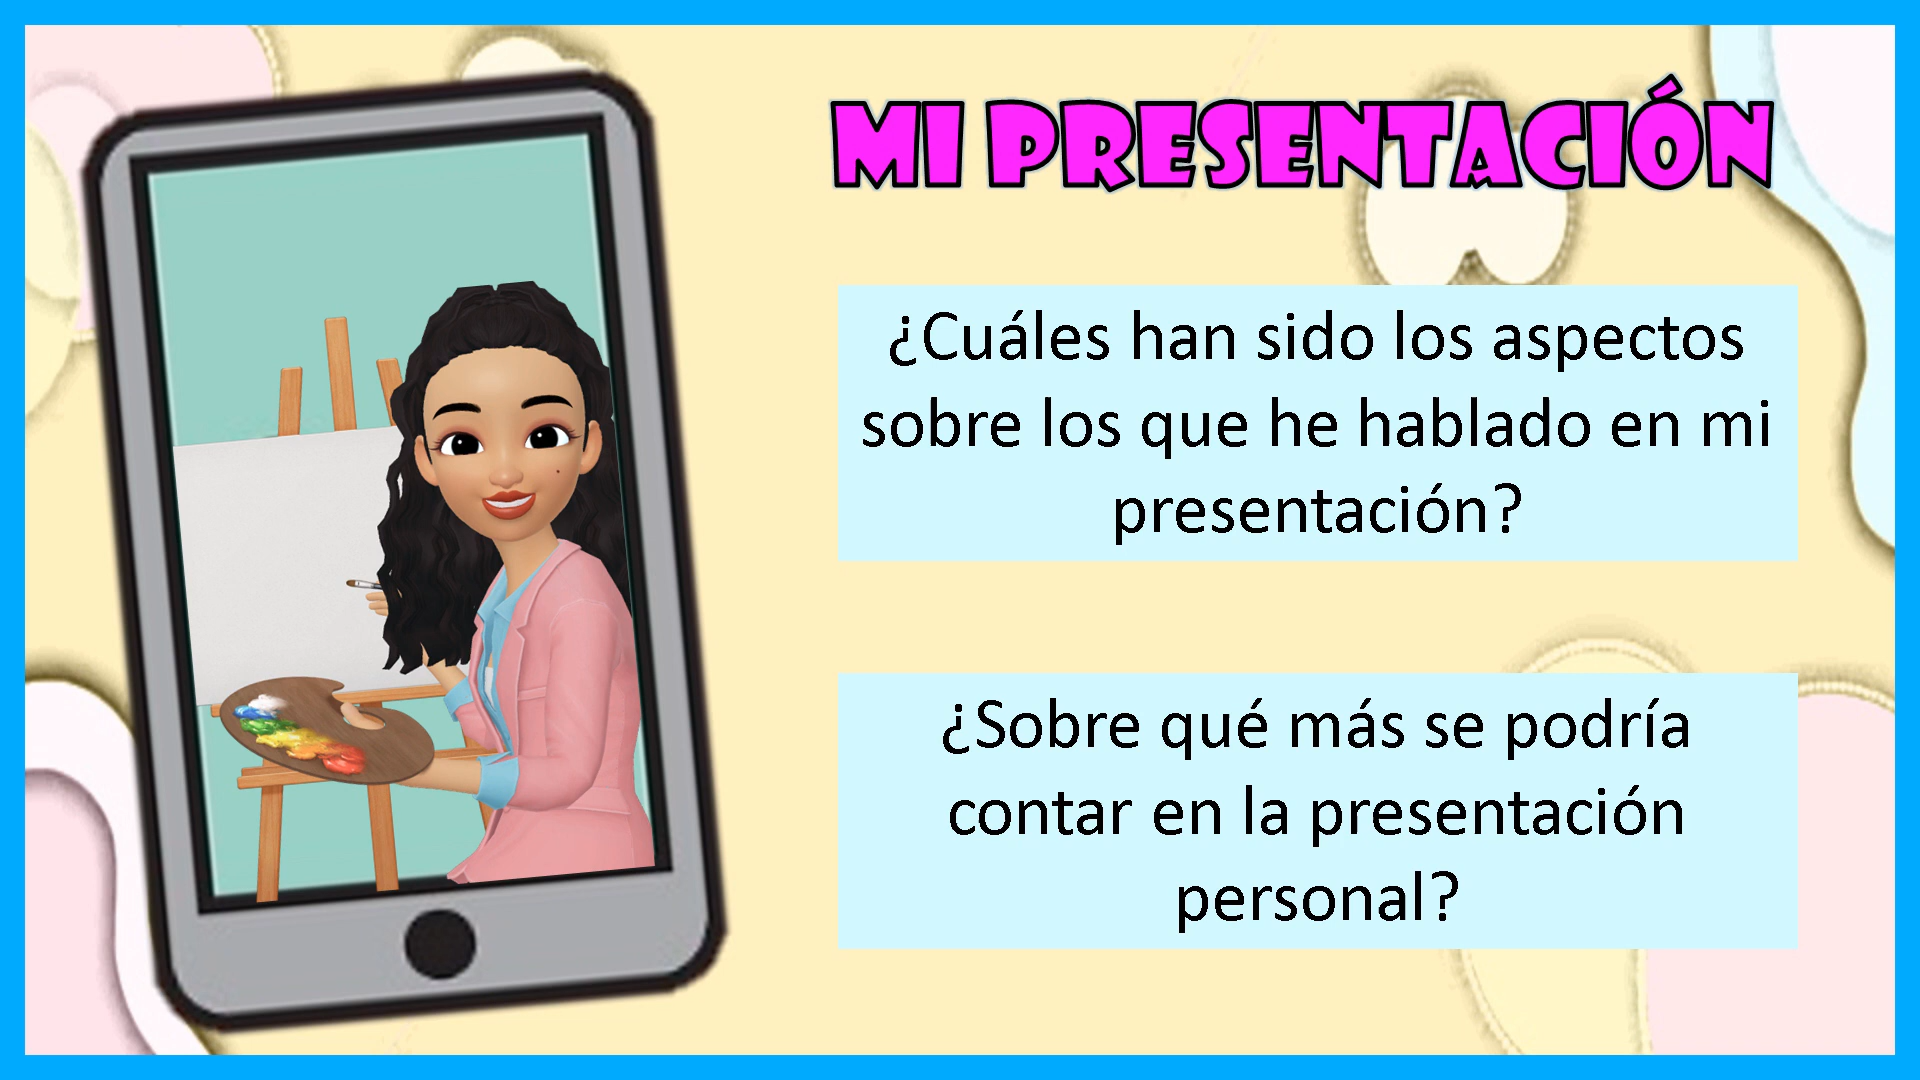 MI PRESENTACIÓN
¿Cuáles han sido los aspectos
sobre los que he hablado en mi
presentación?
¿Sobre qué más se podría
contar en la presentación
personal?